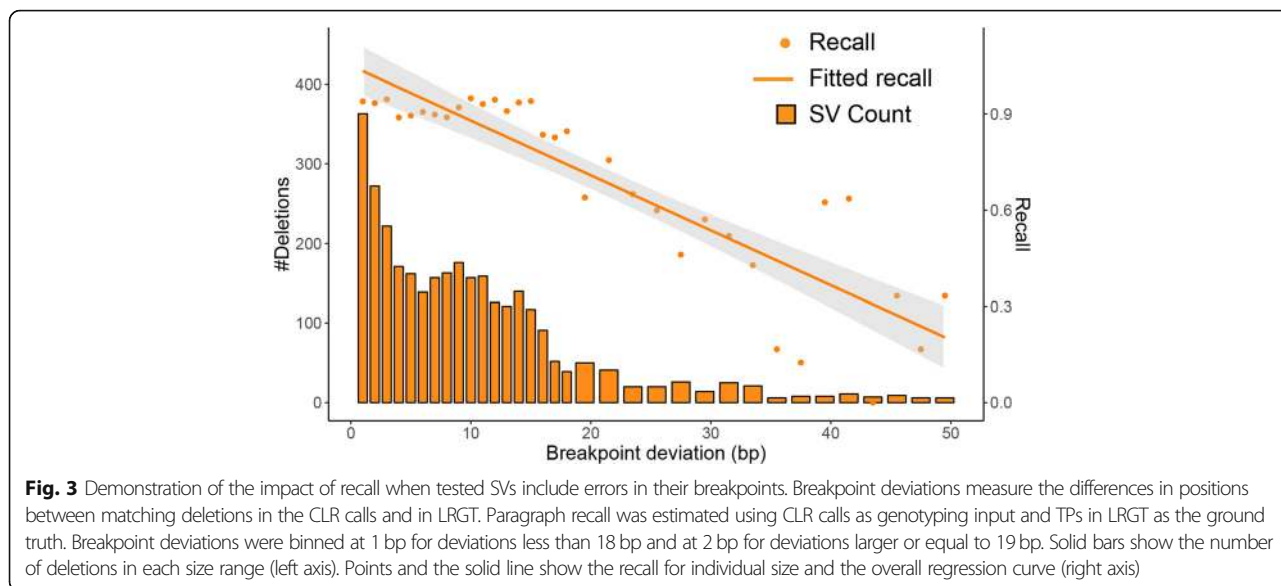 Recall
Fitted recall
SV Count
#Deletions
400
300
200
100
0
0.9
0.6
0.3
0.0
Recall
0 10 20 30 40 50
Breakpoint deviation (bp)
Fig. 3 Demonstration of the impact of recall when tested SVs include errors in their breakpoints. Breakpoint deviations measure the differences in positions
between matching deletions in the CLR calls and in LRGT. Paragraph recall was estimated using CLR calls as genotyping input and TPs in LRGT as the ground
truth. Breakpoint deviations were binned at 1 bp for deviations less than 18 bp and at 2 bp for deviations larger or equal to 19 bp. Solid bars show the number
of deletions in each size range (left axis). Points and the solid line show the recall for individual size and the overall regression curve (right axis)